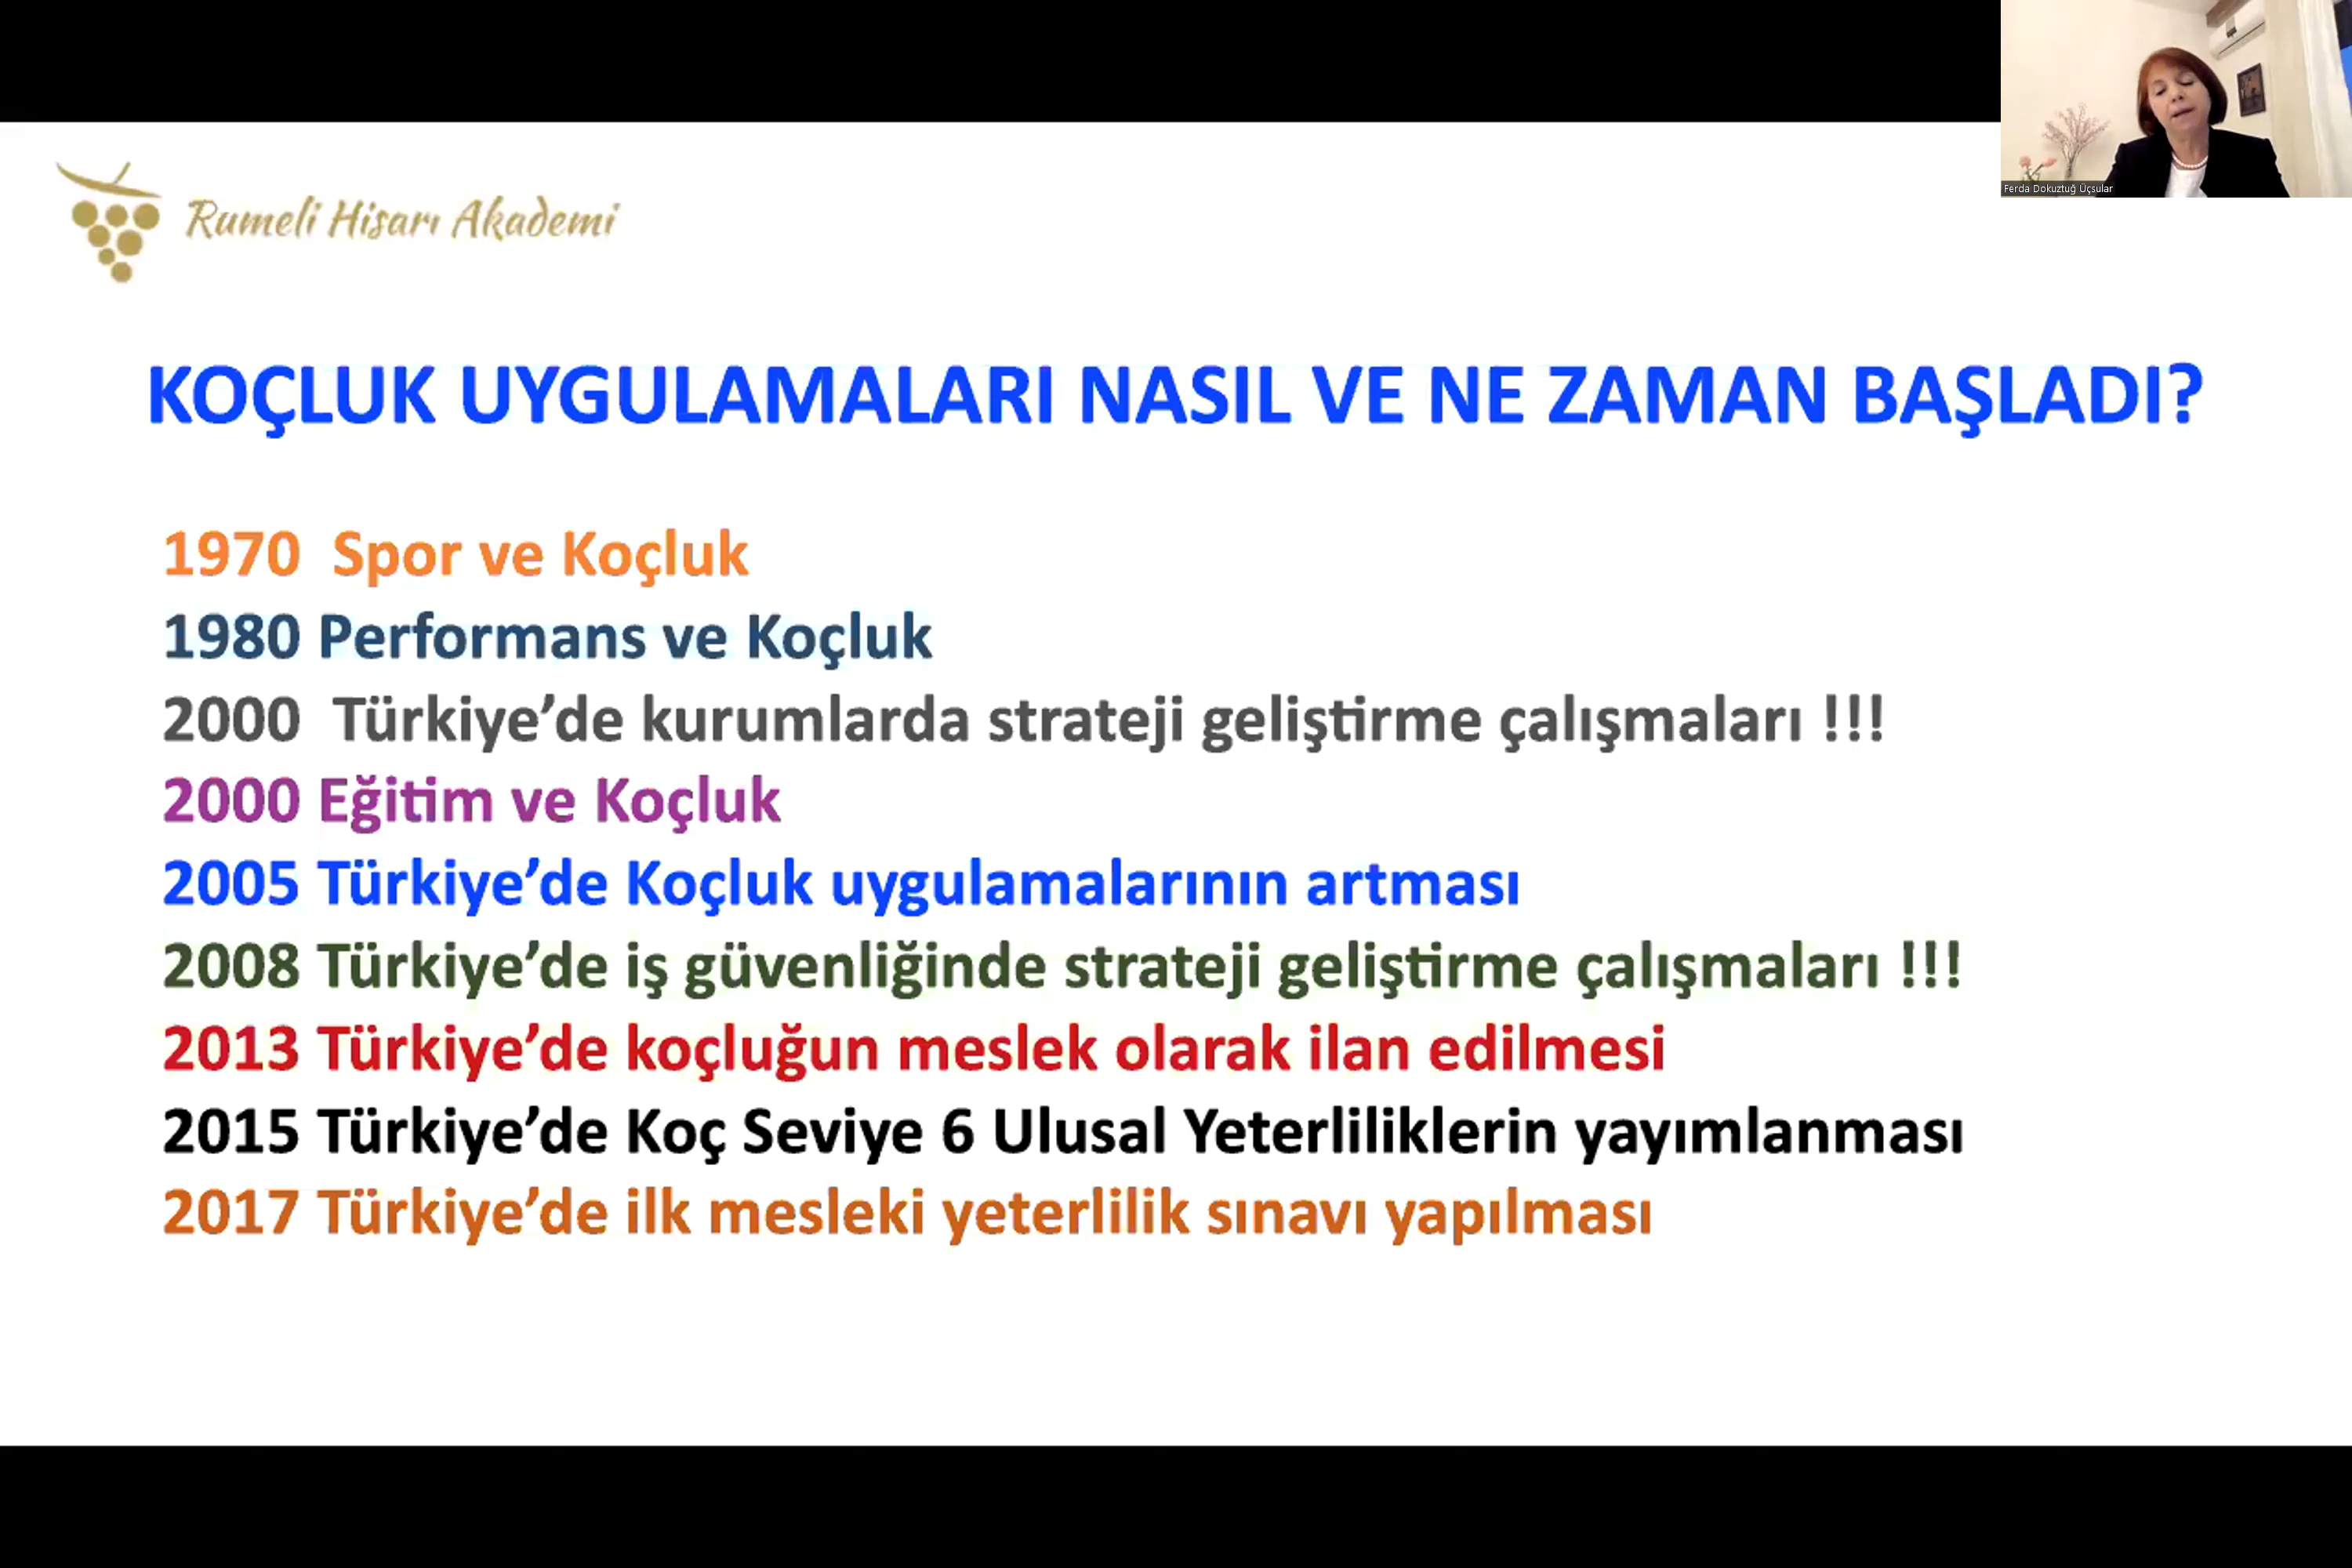 Ferda Dokuztuğ Üçsular
Rumeli Hisarı Akademi
KOÇLUK UYGULAMALARI NASIL VE NE ZAMAN BAŞLADI?
1970 Spor ve Koçluk
1980 Performans ve Koçluk
2000 Türkiye’de kurumlarda strateji geliştirme çalışmaları !!!
2000 Eğitim ve Koçluk
2005 Türkiye’de Koçluk uygulamalarının artması
2008 Türkiye’de iş güvenliğinde strateji geliştirme çalışmaları !!!
2013 Türkiye’de koçluğun meslek olarak ilan edilmesi
2015 Türkiye’de Koç Seviye 6 Ulusal Yeterliliklerin yayımlanması
2017 Türkiye’de ilk mesleki yeterlilik sınavı yapılması